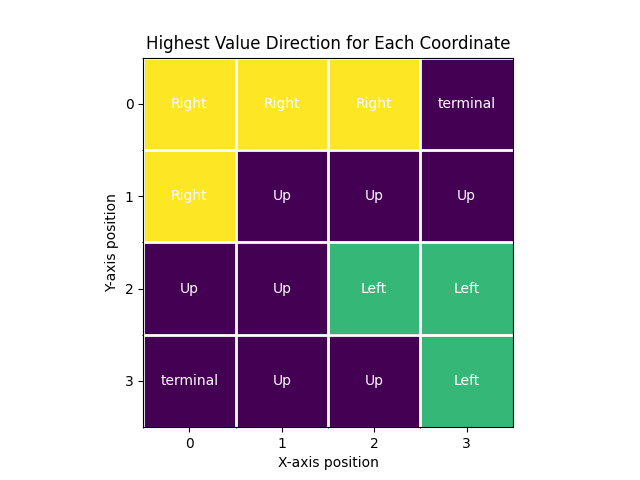 Highest Value Direction for Each Coordinate
0 Right Right Right terminal
1 Right Up Up Up
2 Up Up Left Left
3 terminal Up Up Left
Y-axis position
0 1 2 3
X-axis position